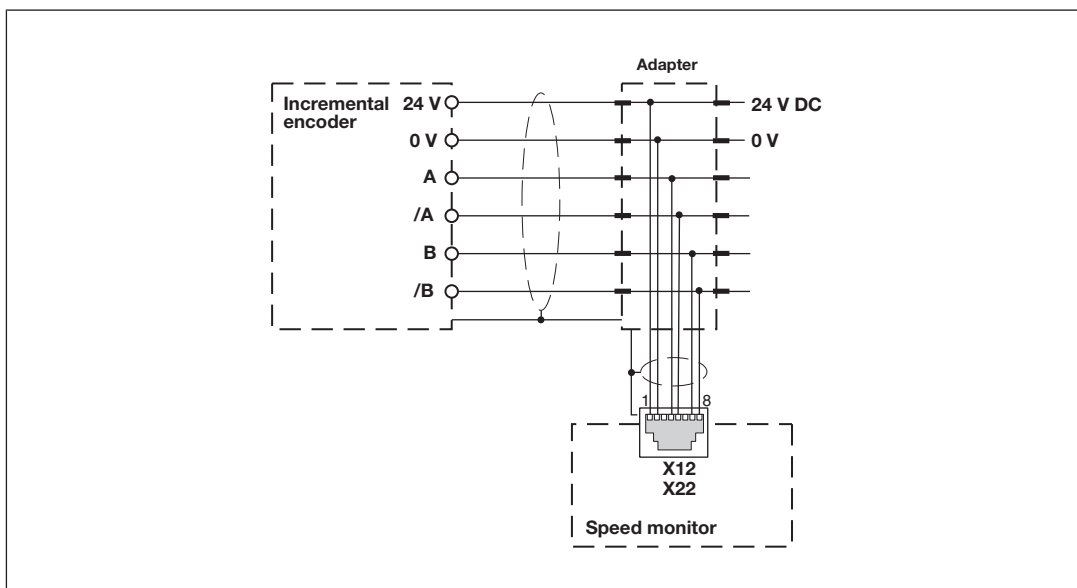 Adapter
Incremental
encoder
24 V
0 V
A
/A
B
/B
24 V DC
0 V
1
8
X12
X22
Speed monitor